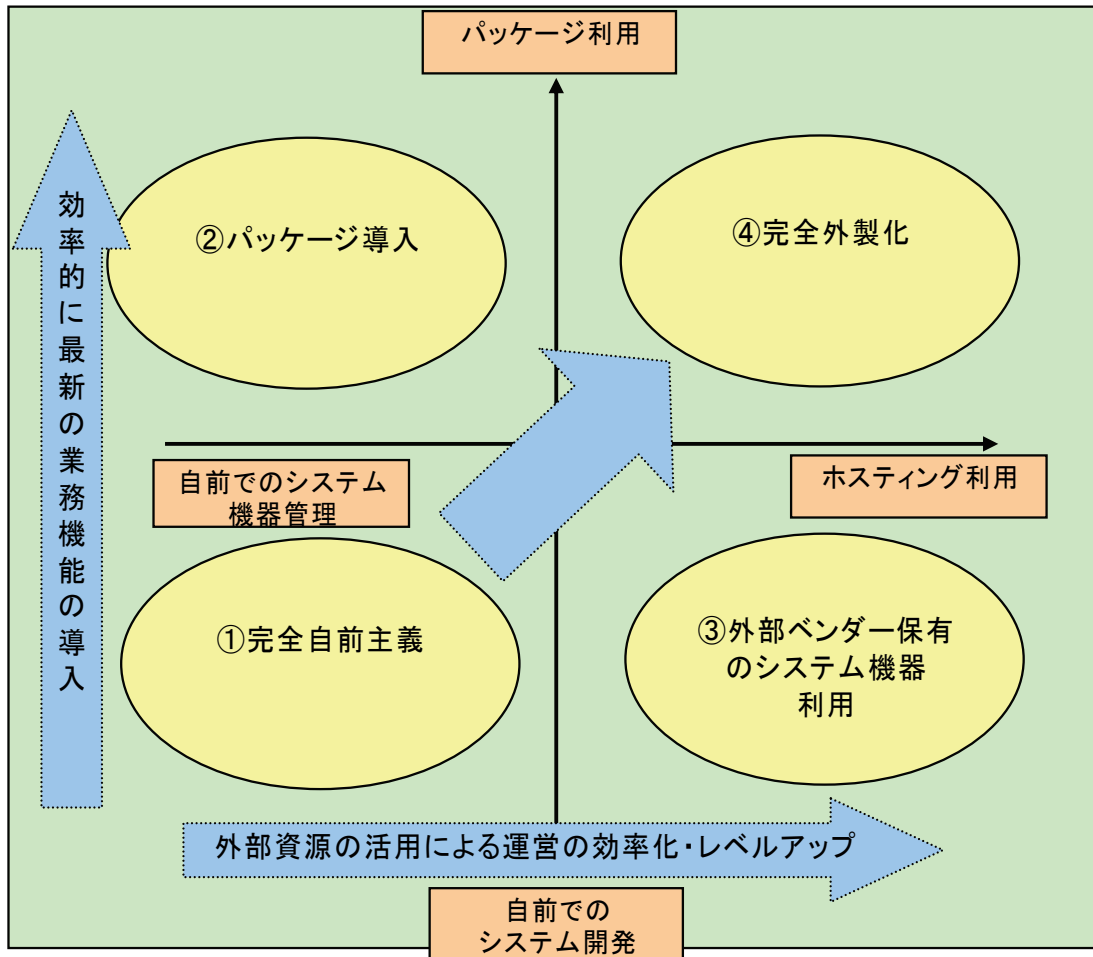 パッケージ利用
効率的に最新の業務機能の導入
②パッケージ導入
④完全外製化
自前でのシステム
機器管理
ホスティング利用
①完全自前主義
③外部ベンダー保有
のシステム機器
利用
外部資源の活用による運営の効率化・レベルアップ
自前での
システム開発